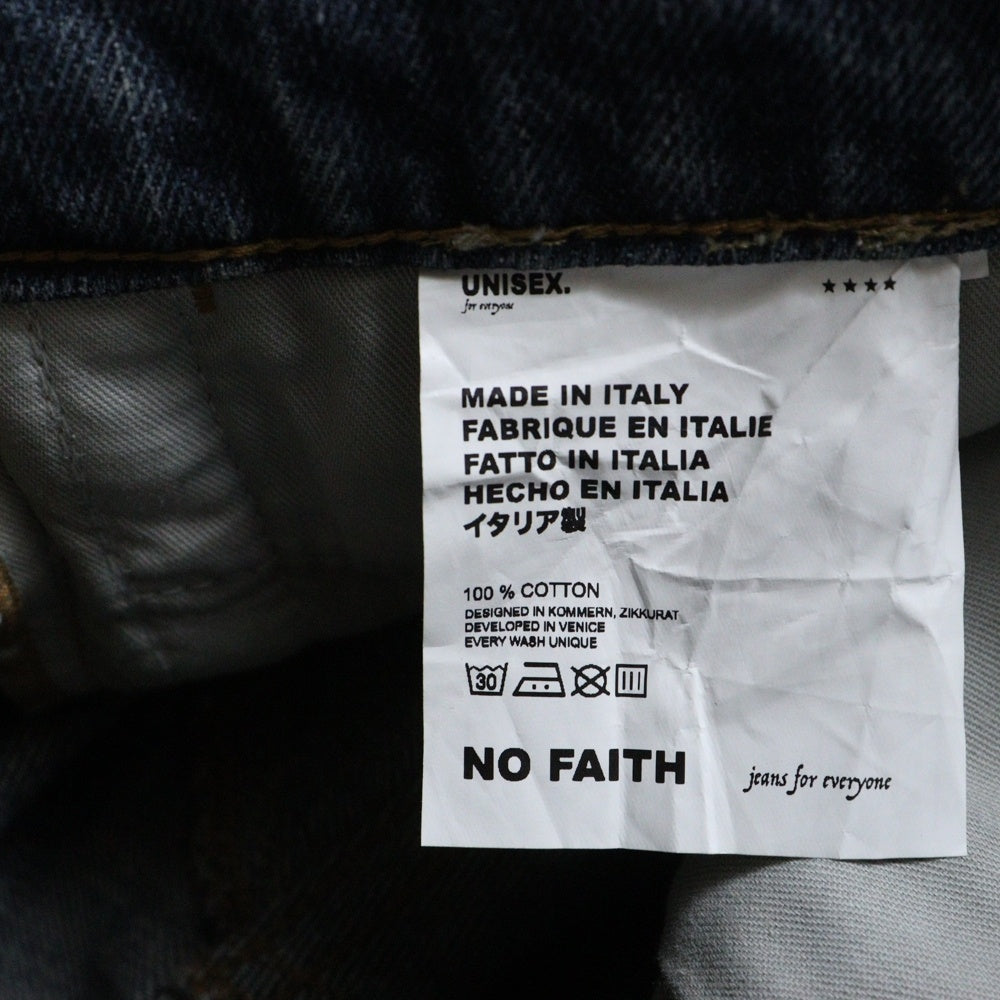 UNISEX. ★★★★
for everyone
MADE IN ITALY
FABRIQUE EN ITALIE
FATTO IN ITALIA
HECHO EN ITALIA
イタリア製
100 % COTTON
DESIGNED IN KOMMERN, ZIKKURAT
DEVELOPED IN VENICE
EVERY WASH UNIQUE
30
NO FAITH jeans for everyone